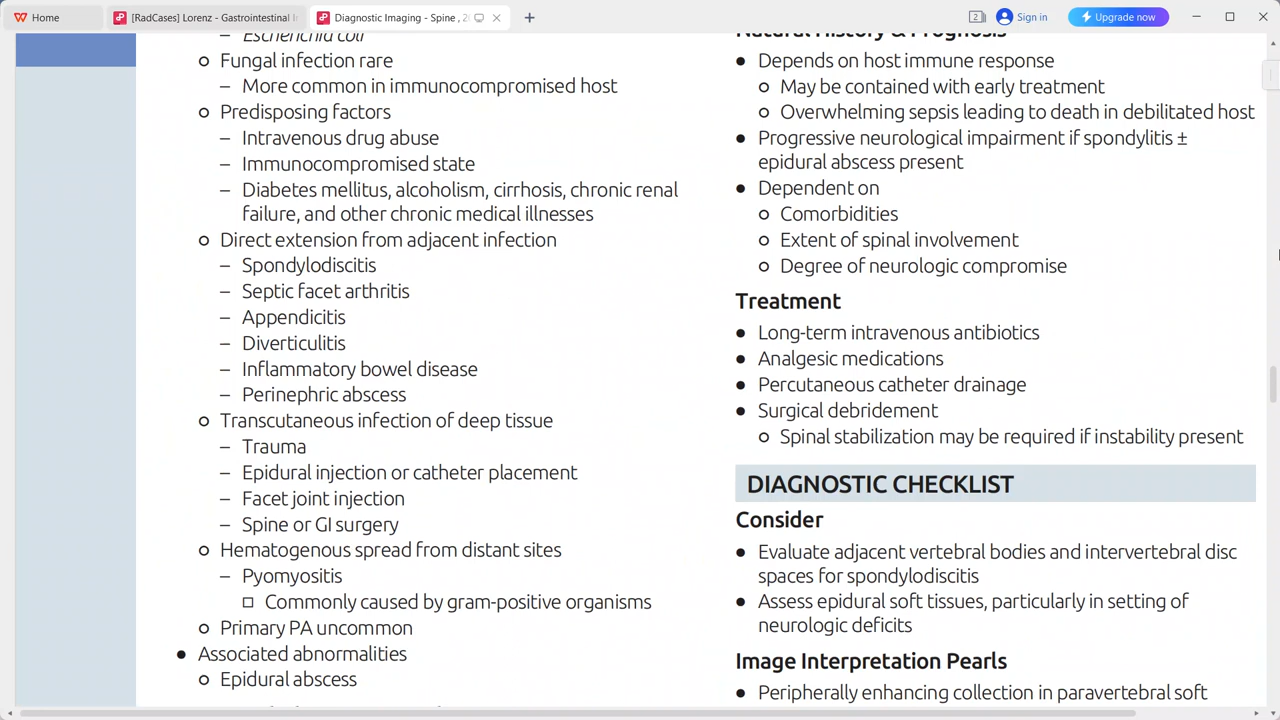 Home
[RadCases] Lorenz - Gastrointestinal I
Diagnostic Imaging - Spine , 2
2
Sign in
Upgrade now
– Escherichia coli
Fungal infection rare
– More common in immunocompromised host
Predisposing factors
– Intravenous drug abuse
– Immunocompromised state
– Diabetes mellitus, alcoholism, cirrhosis, chronic renal
failure, and other chronic medical illnesses
Direct extension from adjacent infection
– Spondylodiscitis
– Septic facet arthritis
– Appendicitis
– Diverticulitis
– Inflammatory bowel disease
– Perinephric abscess
Transcutaneous infection of deep tissue
– Trauma
– Epidural injection or catheter placement
– Facet joint injection
– Spine or GI surgery
Hematogenous spread from distant sites
– Pyomyositis
□ Commonly caused by gram-positive organisms
Primary PA uncommon
● Associated abnormalities
Epidural abscess
Natural History & Prognosis
● Depends on host immune response
May be contained with early treatment
Overwhelming sepsis leading to death in debilitated host
● Progressive neurological impairment if spondylitis ±
epidural abscess present
● Dependent on
Comorbidities
Extent of spinal involvement
Degree of neurologic compromise
Treatment
● Long-term intravenous antibiotics
● Analgesic medications
● Percutaneous catheter drainage
● Surgical debridement
Spinal stabilization may be required if instability present
DIAGNOSTIC CHECKLIST
Consider
● Evaluate adjacent vertebral bodies and intervertebral disc
spaces for spondylodiscitis
● Assess epidural soft tissues, particularly in setting of
neurologic deficits
Image Interpretation Pearls
● Peripherally enhancing collection in paravertebral soft